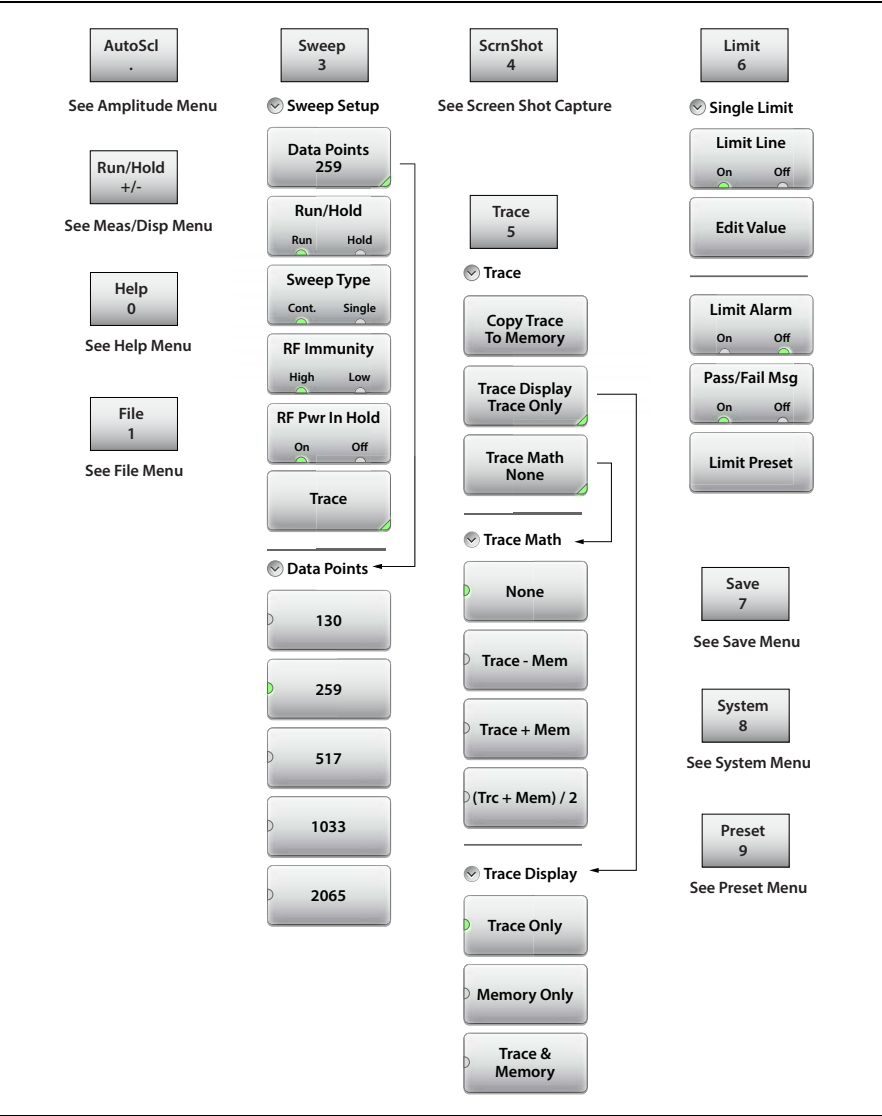 AutoScl
.
See Amplitude Menu
Run/Hold
+/-
See Meas/Disp Menu
Help
0
See Help Menu
File
1
See File Menu
Sweep
3
Sweep Setup
Data Points
259
Run/Hold
Run Hold
Sweep Type
Cont. Single
RF Immunity
High Low
RF Pwr In Hold
On Off
Trace
Data Points
130
259
517
1033
2065
ScrnShot
4
See Screen Shot Capture
Trace
5
Trace
Copy Trace
To Memory
Trace Display
Trace Only
Trace Math
None
Trace Math
None
Trace - Mem
Trace + Mem
(Trc + Mem) / 2
Trace Display
Trace Only
Memory Only
Trace &
Memory
Limit
6
Single Limit
Limit Line
On Off
Edit Value
Limit Alarm
On Off
Pass/Fail Msg
On Off
Limit Preset
Save
7
See Save Menu
System
8
See System Menu
Preset
9
See Preset Menu